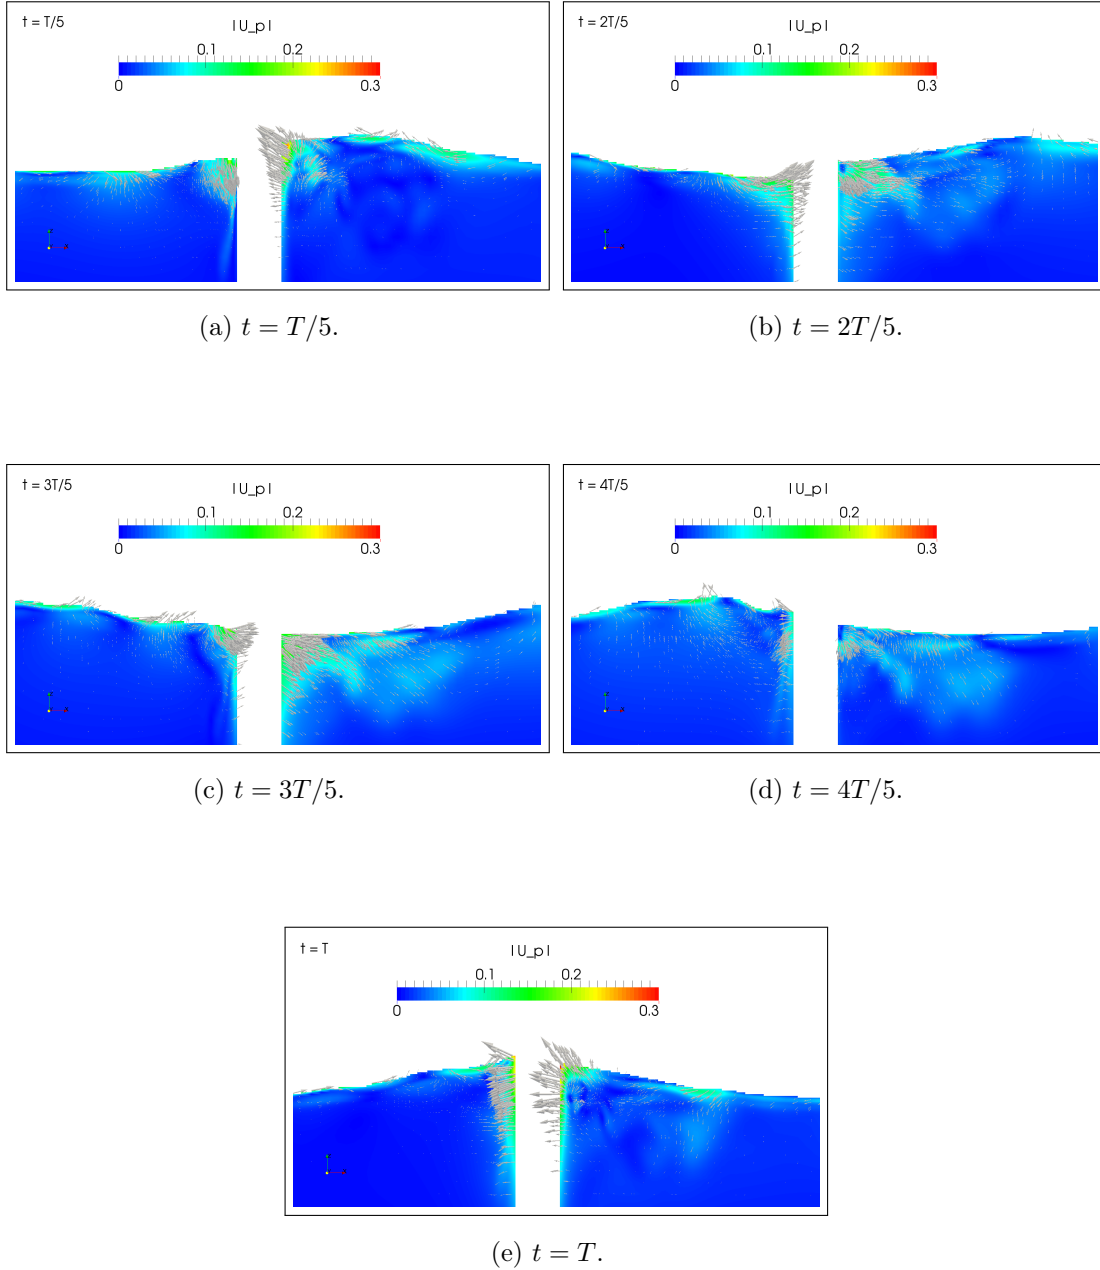 t = T/5
|U_p|
0.1 0.2
0 0.3
(a) t = T/5.
t = 2T/5
|U_p|
0.1 0.2
0 0.3
(b) t = 2T/5.
t = 3T/5
|U_p|
0.1 0.2
0 0.3
(c) t = 3T/5.
t = 4T/5
|U_p|
0.1 0.2
0 0.3
(d) t = 4T/5.
t = T
|U_p|
0.1 0.2
0 0.3
(e) t = T.